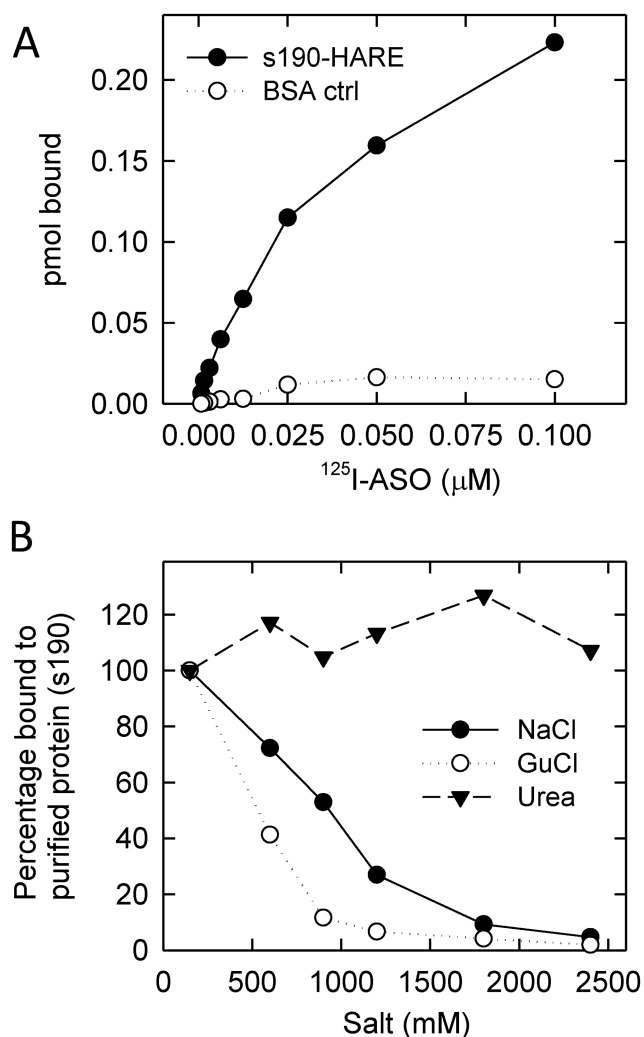 A
s190-HARE
BSA ctrl
pmol bound
0.20
0.15
0.10
0.05
0.00
0.000 0.025 0.050 0.075 0.100
¹²⁵I-ASO (μM)
B
Percentage bound to
purified protein (s190)
120
100
80
60
40
20
0
NaCl
GuCl
Urea
0 500 1000 1500 2000 2500
Salt (mM)